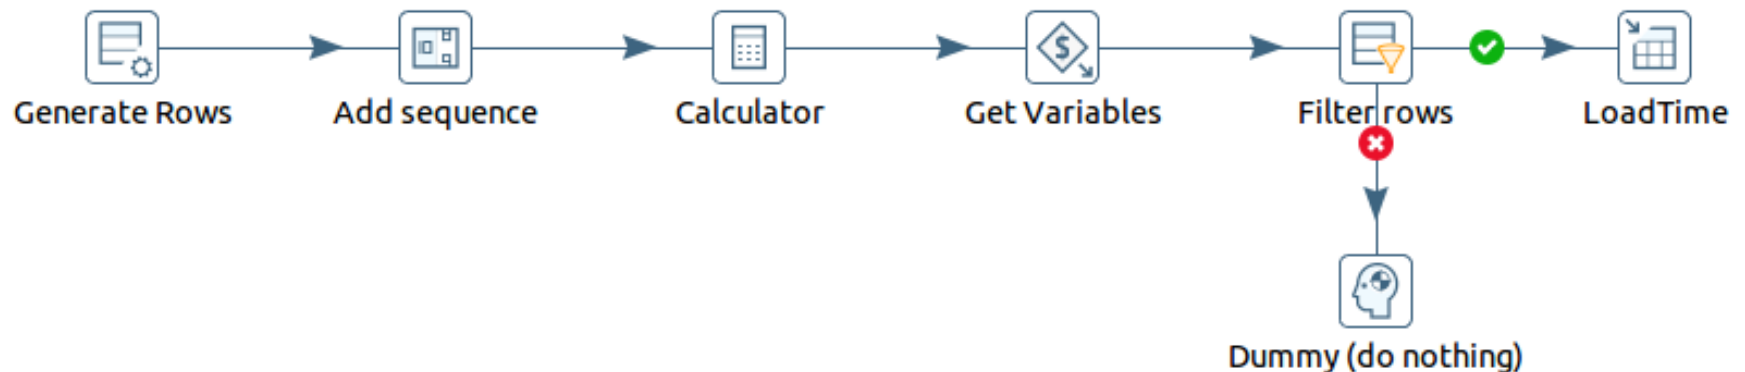 Generate Rows
Add sequence
Calculator
Get Variables
Filter rows
LoadTime
Dummy (do nothing)